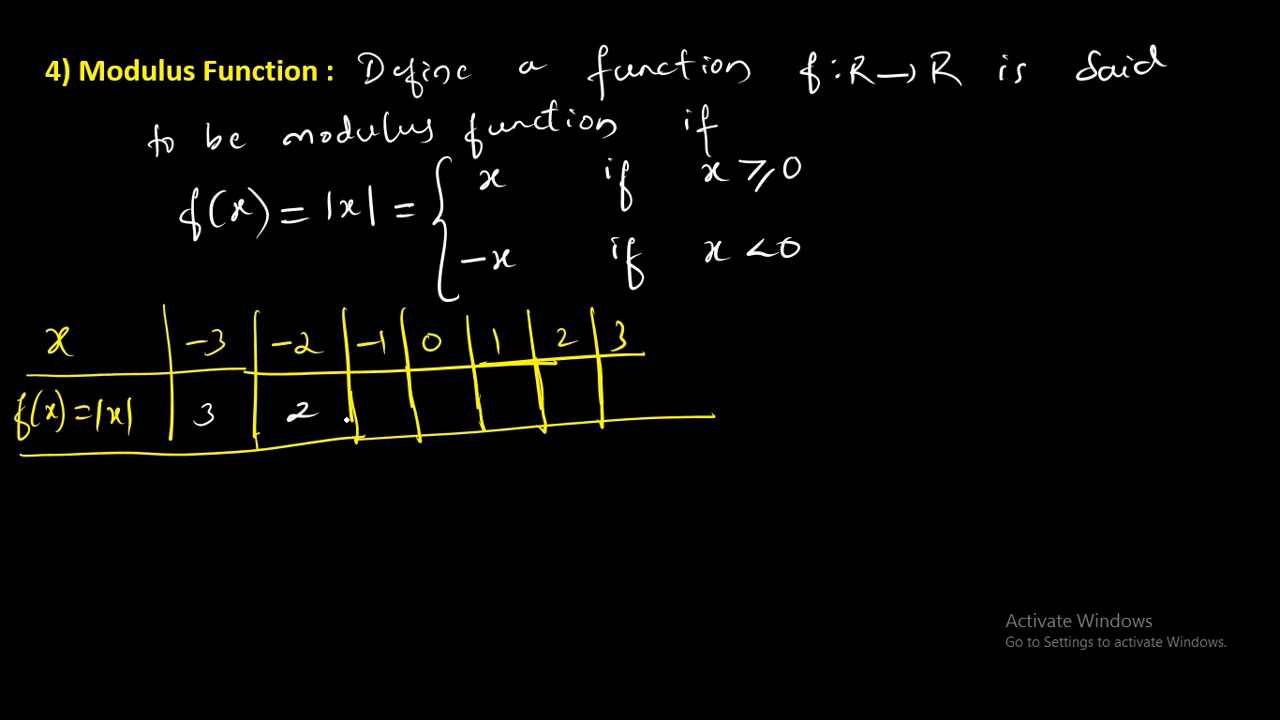 4) Modulus Function : Define a function f:R→R is said
to be modulus function if
f(x) = |x| = { x if x ⩾ 0
-x if x < 0
x -3 -2 -1 0 1 2 3
f(x) = |x| 3 2
Activate Windows
Go to Settings to activate Windows.